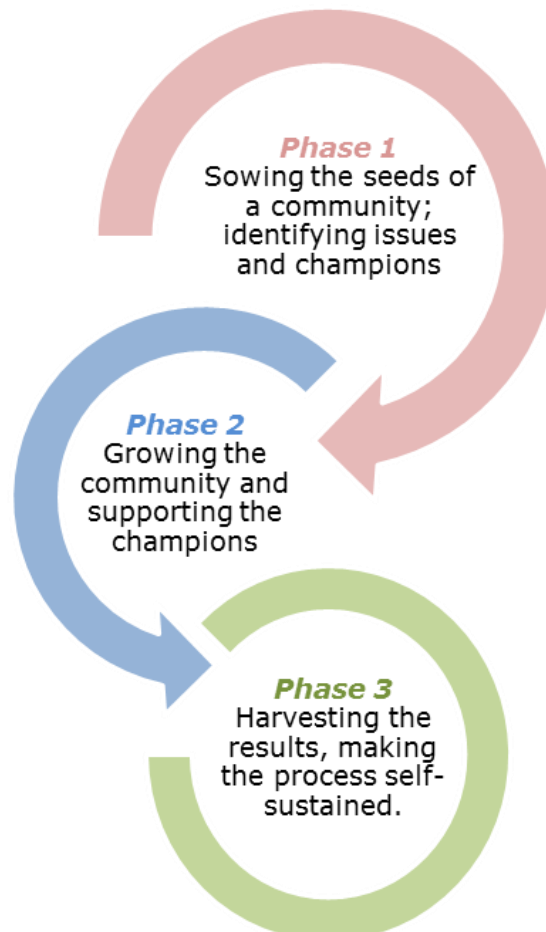 Phase 1
Sowing the seeds of
a community;
identifying issues
and champions
Phase 2
Growing the
community and
supporting the
champions
Phase 3
Harvesting the
results, making
the process self-
sustained.